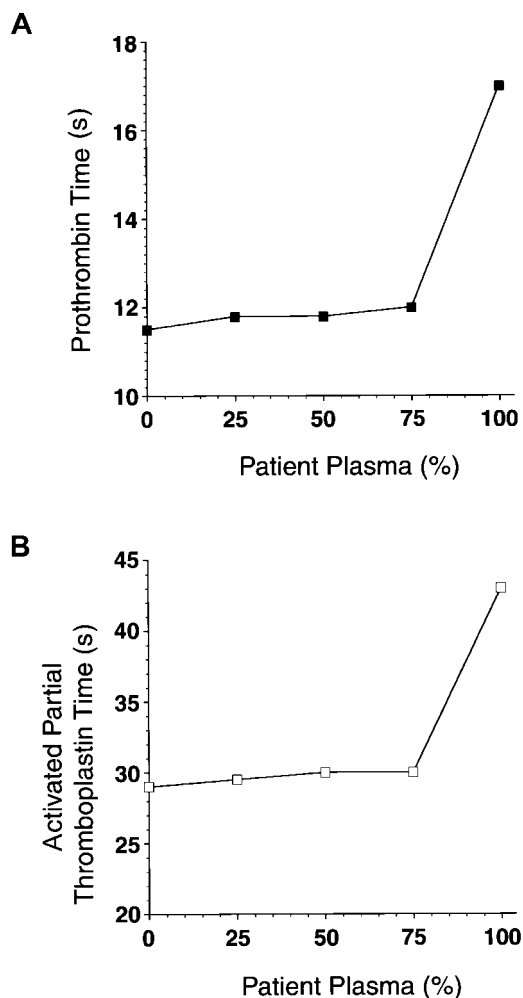 A
Prothrombin Time (s)
18
16
14
12
10
0 25 50 75 100
Patient Plasma (%)
B
Activated Partial
Thromboplastin Time (s)
45
40
35
30
25
20
0 25 50 75 100
Patient Plasma (%)